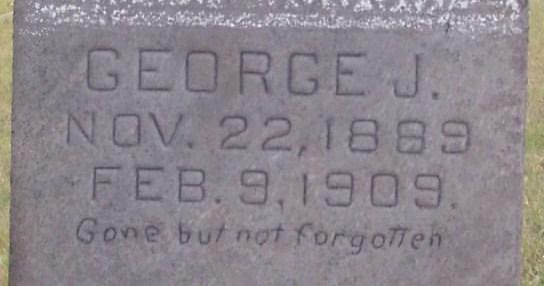 GEORGE J.
NOV. 22, 1889
FEB. 9, 1909.
Gone but not forgotten